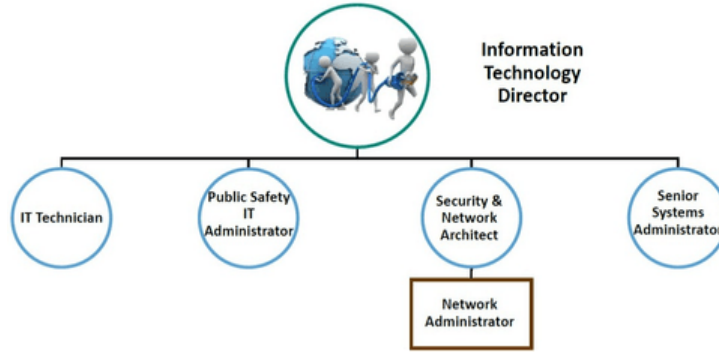 Information
Technology
Director
IT Technician
Public Safety
IT
Administrator
Security &
Network
Architect
Senior
Systems
Administrator
Network
Administrator